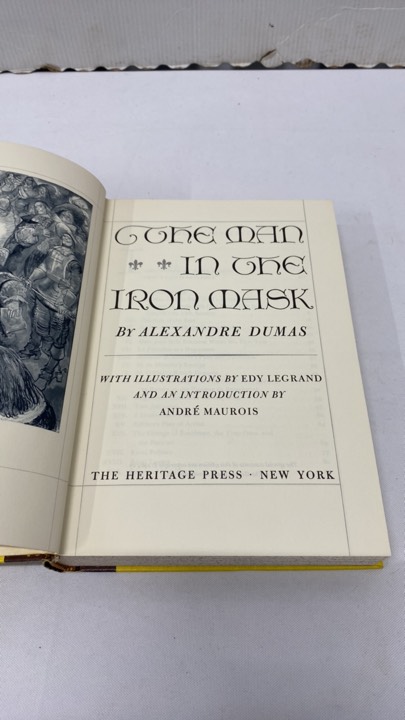 THE MAN
IN THE
IRON MASK
BY ALEXANDRE DUMAS
WITH ILLUSTRATIONS BY EDY LEGRAND
AND AN INTRODUCTION BY
ANDRÉ MAUROIS
THE HERITAGE PRESS · NEW YORK